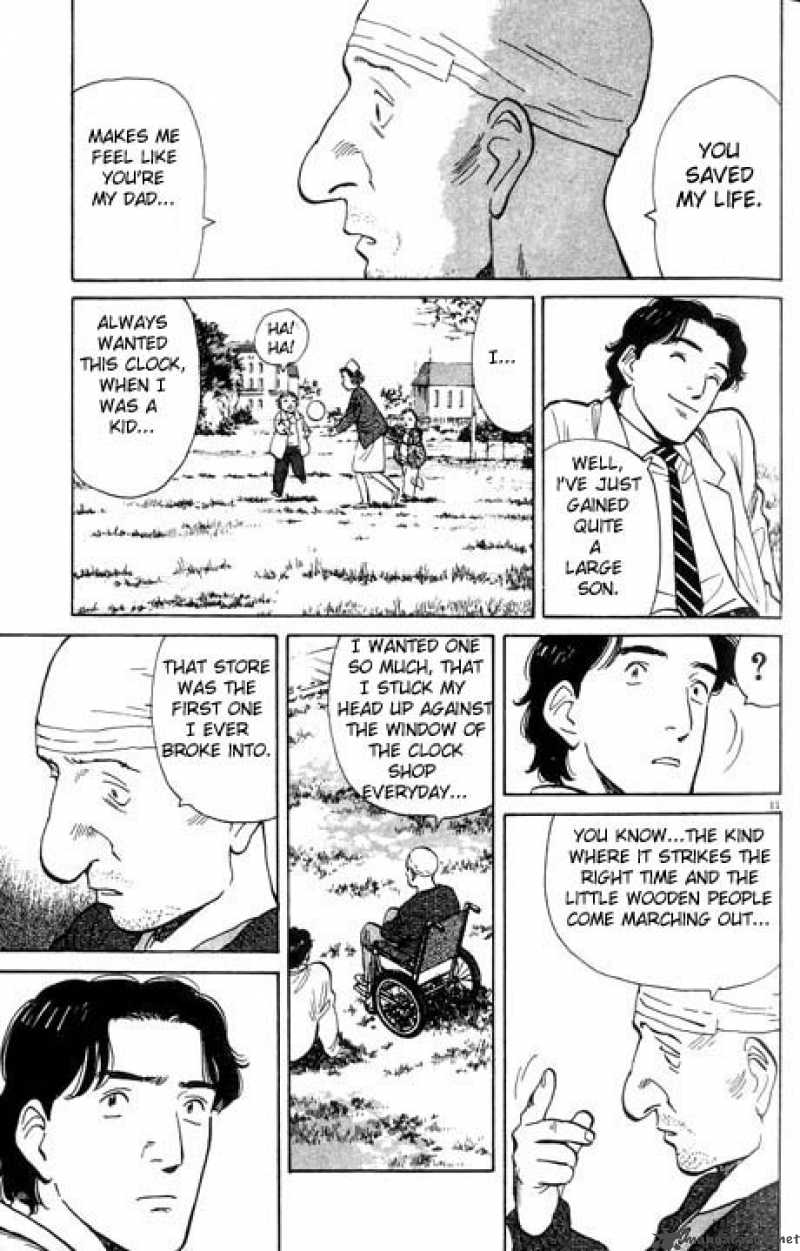 YOU
SAVED
MY LIFE.
MAKES ME
FEEL LIKE
YOU'RE
MY DAD...
WELL,
I'VE JUST
GAINED
QUITE
A
LARGE
SON.
I...
HA!
HA!
ALWAYS
WANTED
THIS CLOCK,
WHEN I
WAS A
KID...
?
11
YOU KNOW...THE KIND
WHERE IT STRIKES THE
RIGHT TIME AND THE
LITTLE WOODEN PEOPLE
COME MARCHING OUT...
I WANTED ONE
SO MUCH, THAT
I STUCK MY
HEAD UP AGAINST
THE WINDOW OF
THE CLOCK
SHOP
EVERYDAY...
THAT STORE
WAS THE
FIRST ONE
I EVER
BROKE INTO.